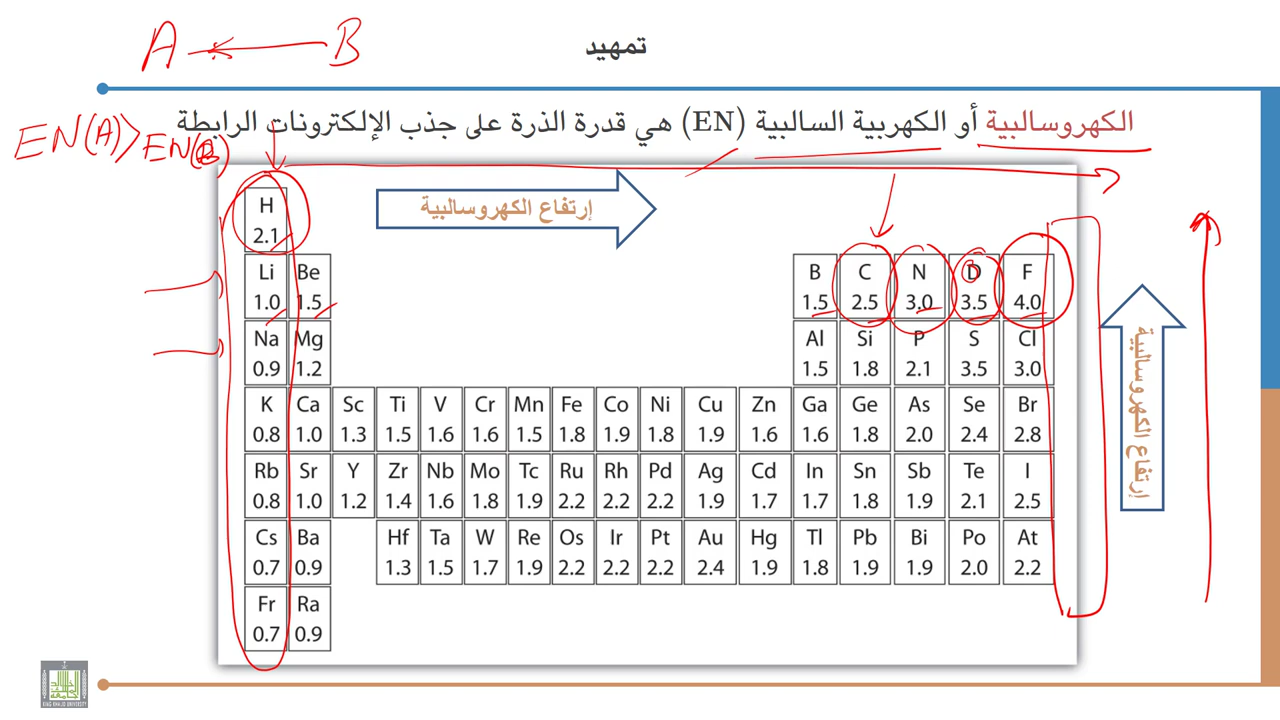 تمهيد
A B
الكهروسالبية أو الكهربية السالبية (EN) هي قدرة الذرة على جذب الإلكترونات الرابطة
EN(A)>EN(B)
إرتفاع الكهروسالبية
H
2.1
Li Be B C N D F
1.0 1.5 1.5 2.5 3.0 3.5 4.0
Na Mg Al Si P S Cl
0.9 1.2 1.5 1.8 2.1 3.5 3.0
K Ca Sc Ti V Cr Mn Fe Co Ni Cu Zn Ga Ge As Se Br
0.8 1.0 1.3 1.5 1.6 1.6 1.5 1.8 1.9 1.8 1.9 1.6 1.6 1.8 2.0 2.4 2.8
Rb Sr Y Zr Nb Mo Tc Ru Rh Pd Ag Cd In Sn Sb Te I
0.8 1.0 1.2 1.4 1.6 1.8 1.9 2.2 2.2 2.2 1.9 1.7 1.7 1.8 1.9 2.1 2.5
Cs Ba Hf Ta W Re Os Ir Pt Au Hg Tl Pb Bi Po At
0.7 0.9 1.3 1.5 1.7 1.9 2.2 2.2 2.2 2.4 1.9 1.8 1.9 1.9 2.0 2.2
Fr Ra
0.7 0.9
إرتفاع الكهروسالبية
KING KHALID UNIVERSITY